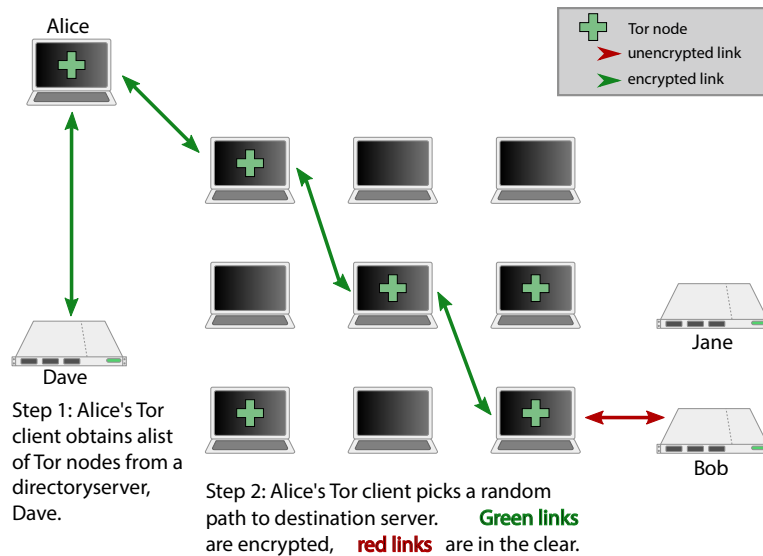 Alice
Tor node
unencrypted link
encrypted link
Jane
Dave
Bob
Step 1: Alice's Tor
client obtains alist
of Tor nodes from a
directoryserver,
Dave.
Step 2: Alice's Tor client picks a random
path to destination server. Green links
are encrypted, red links are in the clear.